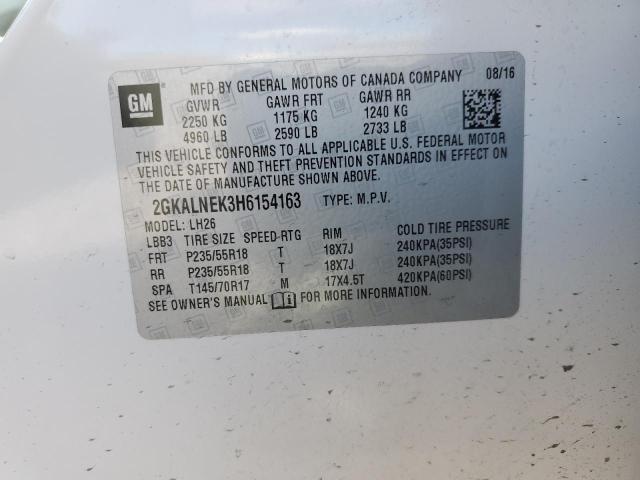 GM
MFD BY GENERAL MOTORS OF CANADA COMPANY 08/16
GVWR GAWR FRT GAWR RR
2250 KG 1175 KG 1240 KG
4960 LB 2590 LB 2733 LB
THIS VEHICLE CONFORMS TO ALL APPLICABLE U.S. FEDERAL MOTOR
VEHICLE SAFETY AND THEFT PREVENTION STANDARDS IN EFFECT ON
THE DATE OF MANUFACTURE SHOWN ABOVE.
2GKALNEK3H6154163 TYPE: M.P.V.
MODEL: LH26
LBB3 TIRE SIZE SPEED-RTG RIM COLD TIRE PRESSURE
FRT P235/55R18 T 18X7J 240KPA(35PSI)
RR P235/55R18 T 18X7J 240KPA(35PSI)
SPA T145/70R17 M 17X4.5T 420KPA(60PSI)
SEE OWNER'S MANUAL FOR MORE INFORMATION.